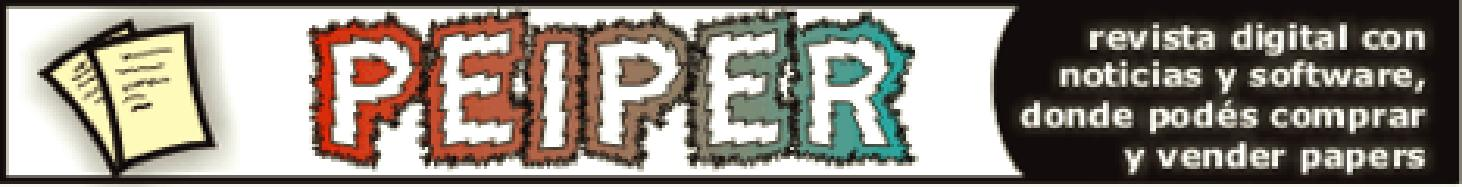 PEIPER
revista digital con
noticias y software,
donde podés comprar
y vender papers